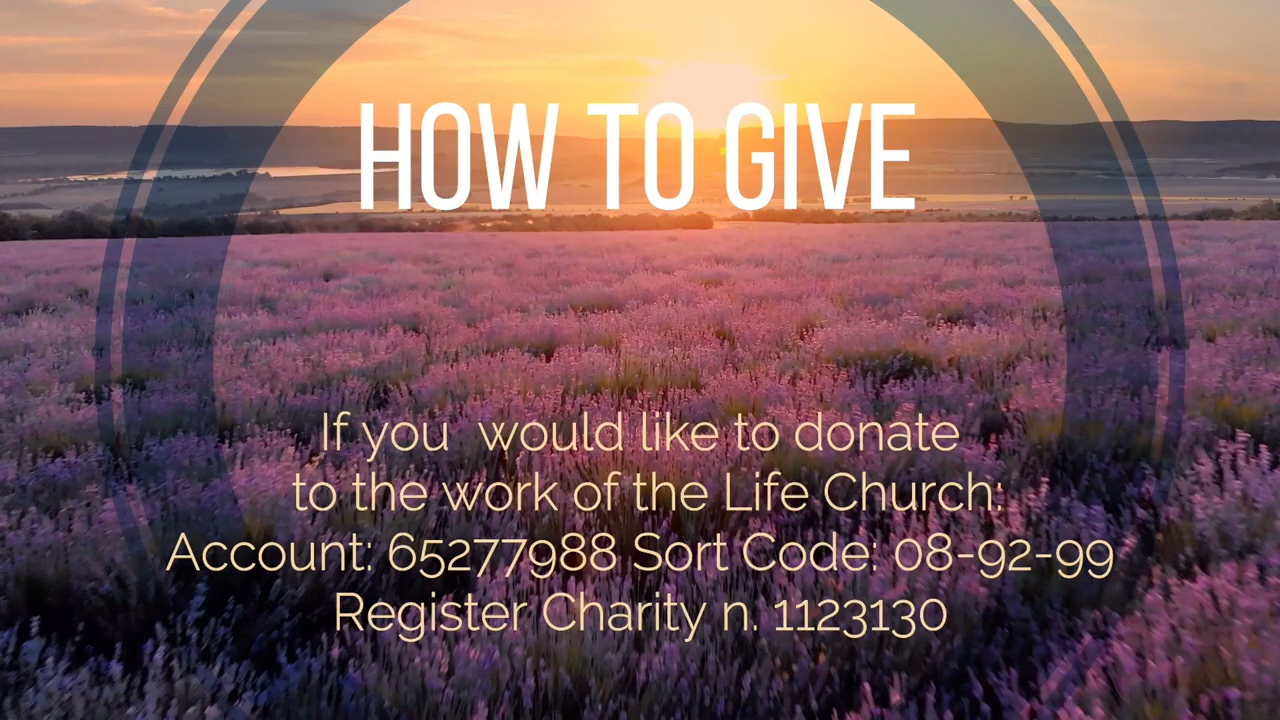 HOW TO GIVE
If you  would like to donate
to the work of the Life Church:
Account: 65277988 Sort Code: 08-92-99
Register Charity n. 1123130